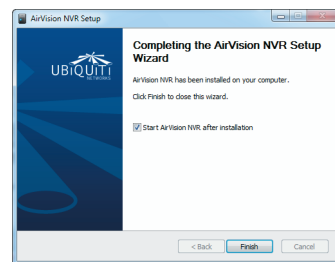 AirVision NVR Setup
UBIQUITI
NETWORKS
Completing the AirVision NVR Setup
Wizard
AirVision NVR has been installed on your computer.
Click Finish to close this wizard.
Start AirVision NVR after installation
< Back
Finish
Cancel